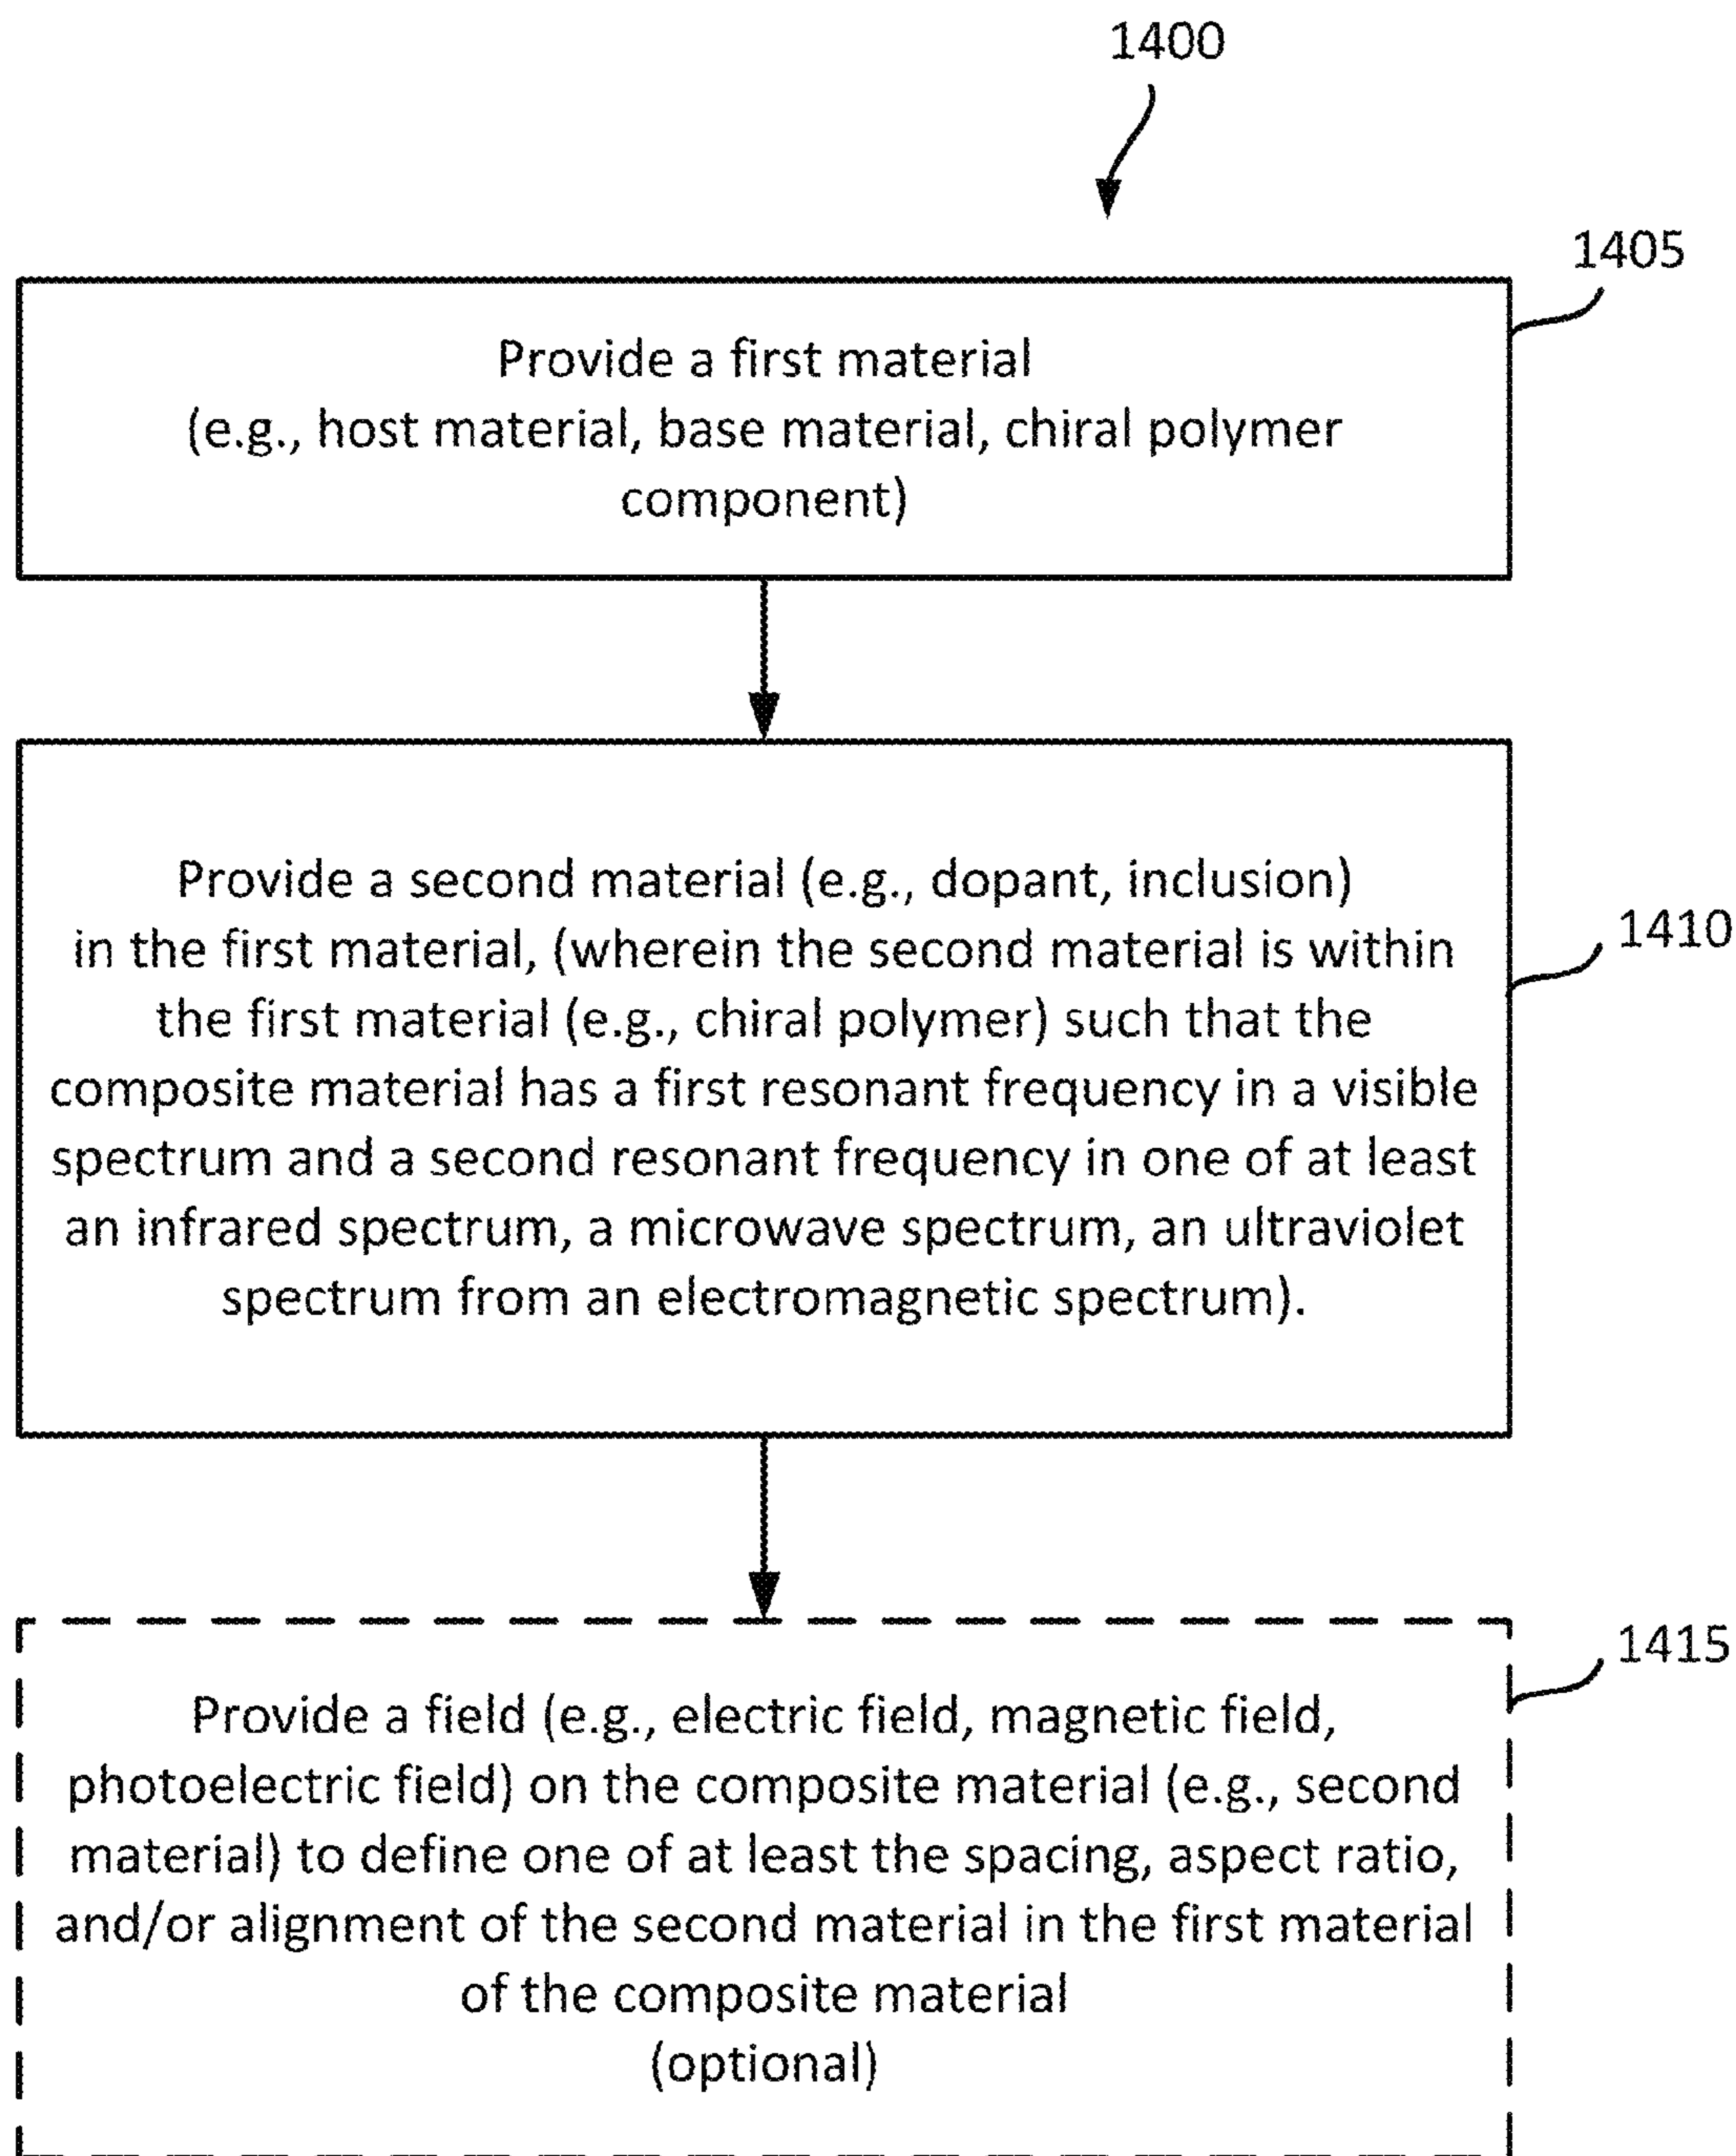 1400
1405
Provide a first material
(e.g., host material, base material, chiral polymer
component)
Provide a second material (e.g., dopant, inclusion)
in the first material, (wherein the second material is within
the first material (e.g., chiral polymer) such that the
composite material has a first resonant frequency in a visible
spectrum and a second resonant frequency in one of at least
an infrared spectrum, a microwave spectrum, an ultraviolet
spectrum from an electromagnetic spectrum).
1410
1415
Provide a field (e.g., electric field, magnetic field,
photoelectric field) on the composite material (e.g., second
material) to define one of at least the spacing, aspect ratio,
and/or alignment of the second material in the first material
of the composite material
(optional)